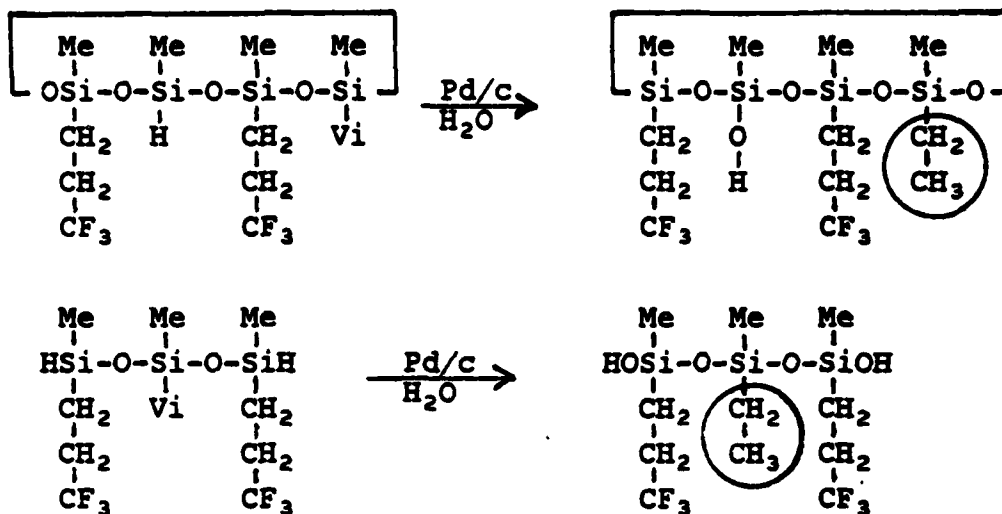 Me Me Me Me Me Me Me Me
OSi-O-Si-O-Si-O-Si Pd/c Si-O-Si-O-Si-O-Si-O
H₂O
CH₂ H CH₂ Vi CH₂ O CH₂ CH₂
CH₂ CH₂ CH₂ H CH₂ CH₃
CF₃ CF₃ CF₃ CF₃
Me Me Me Me Me Me
HSi-O-Si-O-SiH Pd/c HOSi-O-Si-O-SiOH
H₂O
CH₂ Vi CH₂ CH₂ CH₂ CH₂
CH₂ CH₂ CH₂ CH₃ CH₂
CF₃ CF₃ CF₃ CF₃